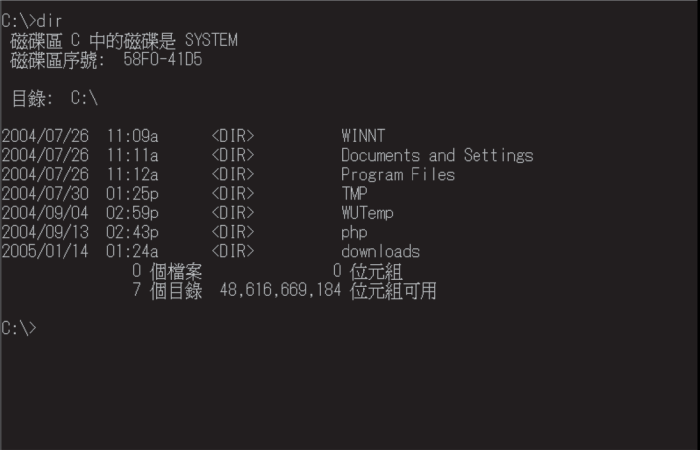 C:\>dir
磁碟區 C 中的磁碟是 SYSTEM
磁碟區序號: 58F0-41D5
目錄: C:\
2004/07/26 11:09a <DIR> WINNT
2004/07/26 11:11a <DIR> Documents and Settings
2004/07/26 11:12a <DIR> Program Files
2004/07/30 01:25p <DIR> TMP
2004/09/04 02:59p <DIR> WUTemp
2004/09/13 02:43p <DIR> php
2005/01/14 01:24a <DIR> downloads
0 個檔案 0 位元組
7 個目錄 48,616,669,184 位元組可用
C:\>